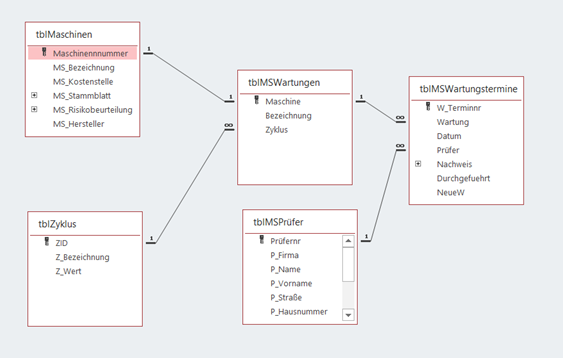 tblMaschinen
Maschinennnummer
MS_Bezeichnung
MS_Kostenstelle
MS_Stammblatt
MS_Risikobeurteilung
MS_Hersteller
1
1
tblMSWartungen
Maschine
Bezeichnung
Zyklus
1
∞
∞
tblMSWartungstermine
W_Terminnr
Wartung
Datum
Prüfer
Nachweis
Durchgefuehrt
NeueW
∞
tblZyklus
ZID
Z_Bezeichnung
Z_Wert
1
tblMSPrüfer
Prüfernr
P_Firma
P_Name
P_Vorname
P_Straße
P_Hausnummer
1